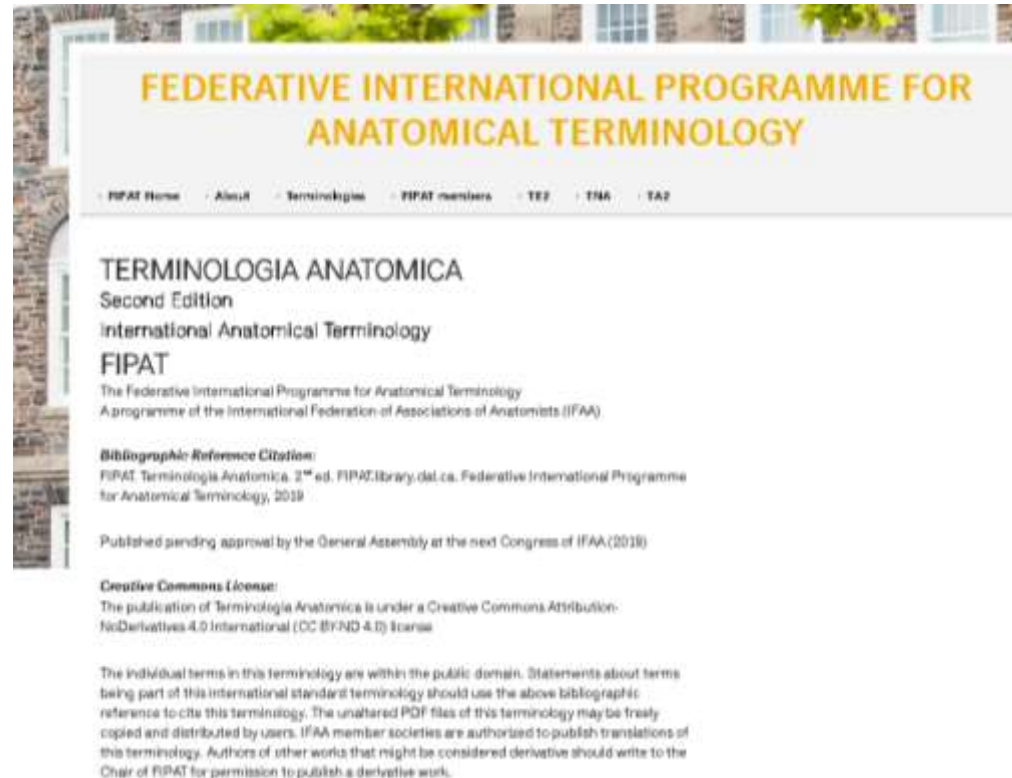 FEDERATIVE INTERNATIONAL PROGRAMME FOR
ANATOMICAL TERMINOLOGY
FIPAT Home About Terminologies FIPAT members TE2 TNA TA2
TERMINOLOGIA ANATOMICA
Second Edition
International Anatomical Terminology
FIPAT
The Federative International Programme for Anatomical Terminology
A programme of the International Federation of Associations of Anatomists (IFAA)
Bibliographic Reference Citation:
FIPAT. Terminologia Anatomica. 2nd ed. FIPAT.library.dal.ca. Federative International Programme
for Anatomical Terminology, 2019
Published pending approval by the General Assembly at the next Congress of IFAA (2019)
Creative Commons License:
The publication of Terminologia Anatomica is under a Creative Commons Attribution-
NoDerivatives 4.0 International (CC BY-ND 4.0) license
The individual terms in this terminology are within the public domain. Statements about terms
being part of this international standard terminology should use the above bibliographic
reference to cite this terminology. The unaltered PDF files of this terminology may be freely
copied and distributed by users. IFAA member societies are authorized to publish translations of
this terminology. Authors of other works that might be considered derivative should write to the
Chair of FIPAT for permission to publish a derivative work.